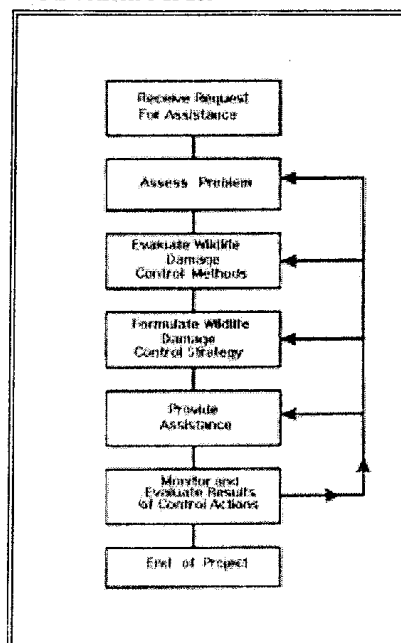 Receive Request
For Assistance
Assess Problem
Evaluate Wildlife
Damage
Control Methods
Formulate Wildlife
Damage
Control Strategy
Provide
Assistance
Monitor and
Evaluate Results
of Control Actions
End of Project